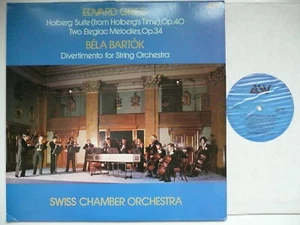 EDVARD GRIEG
Holberg Suite (from Holberg's Time), Op.40
Two Elegiac Melodies, Op.34
BÉLA BARTÓK
Divertimento for String Orchestra
SWISS CHAMBER ORCHESTRA
ASV